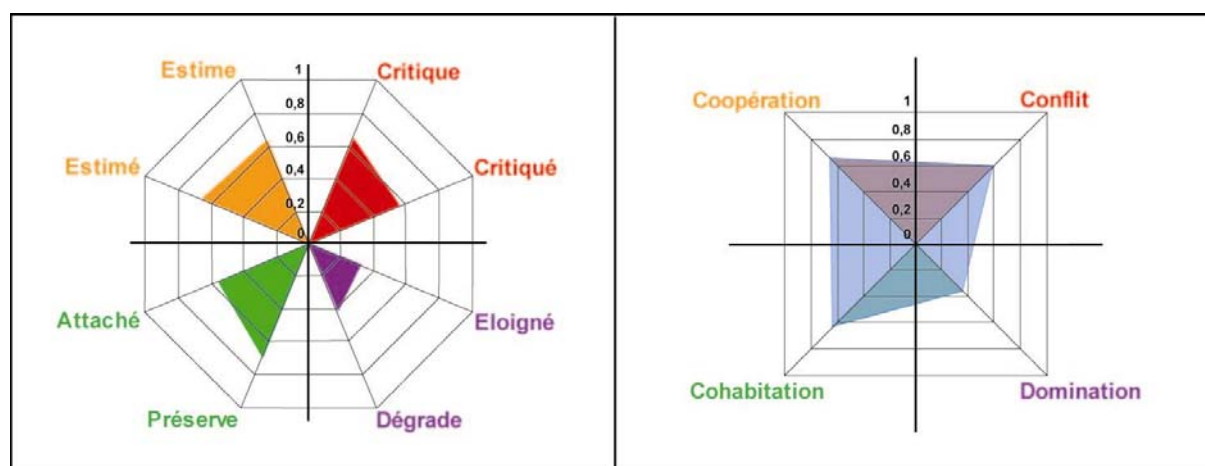 Estime
Critique
1
0,8
0,6
0,4
0,2
0
Estimé
Critiqué
Attaché
Eloigné
Préserve
Dégrade
Coopération
Conflit
1
0,8
0,6
0,4
0,2
0
Cohabitation
Domination